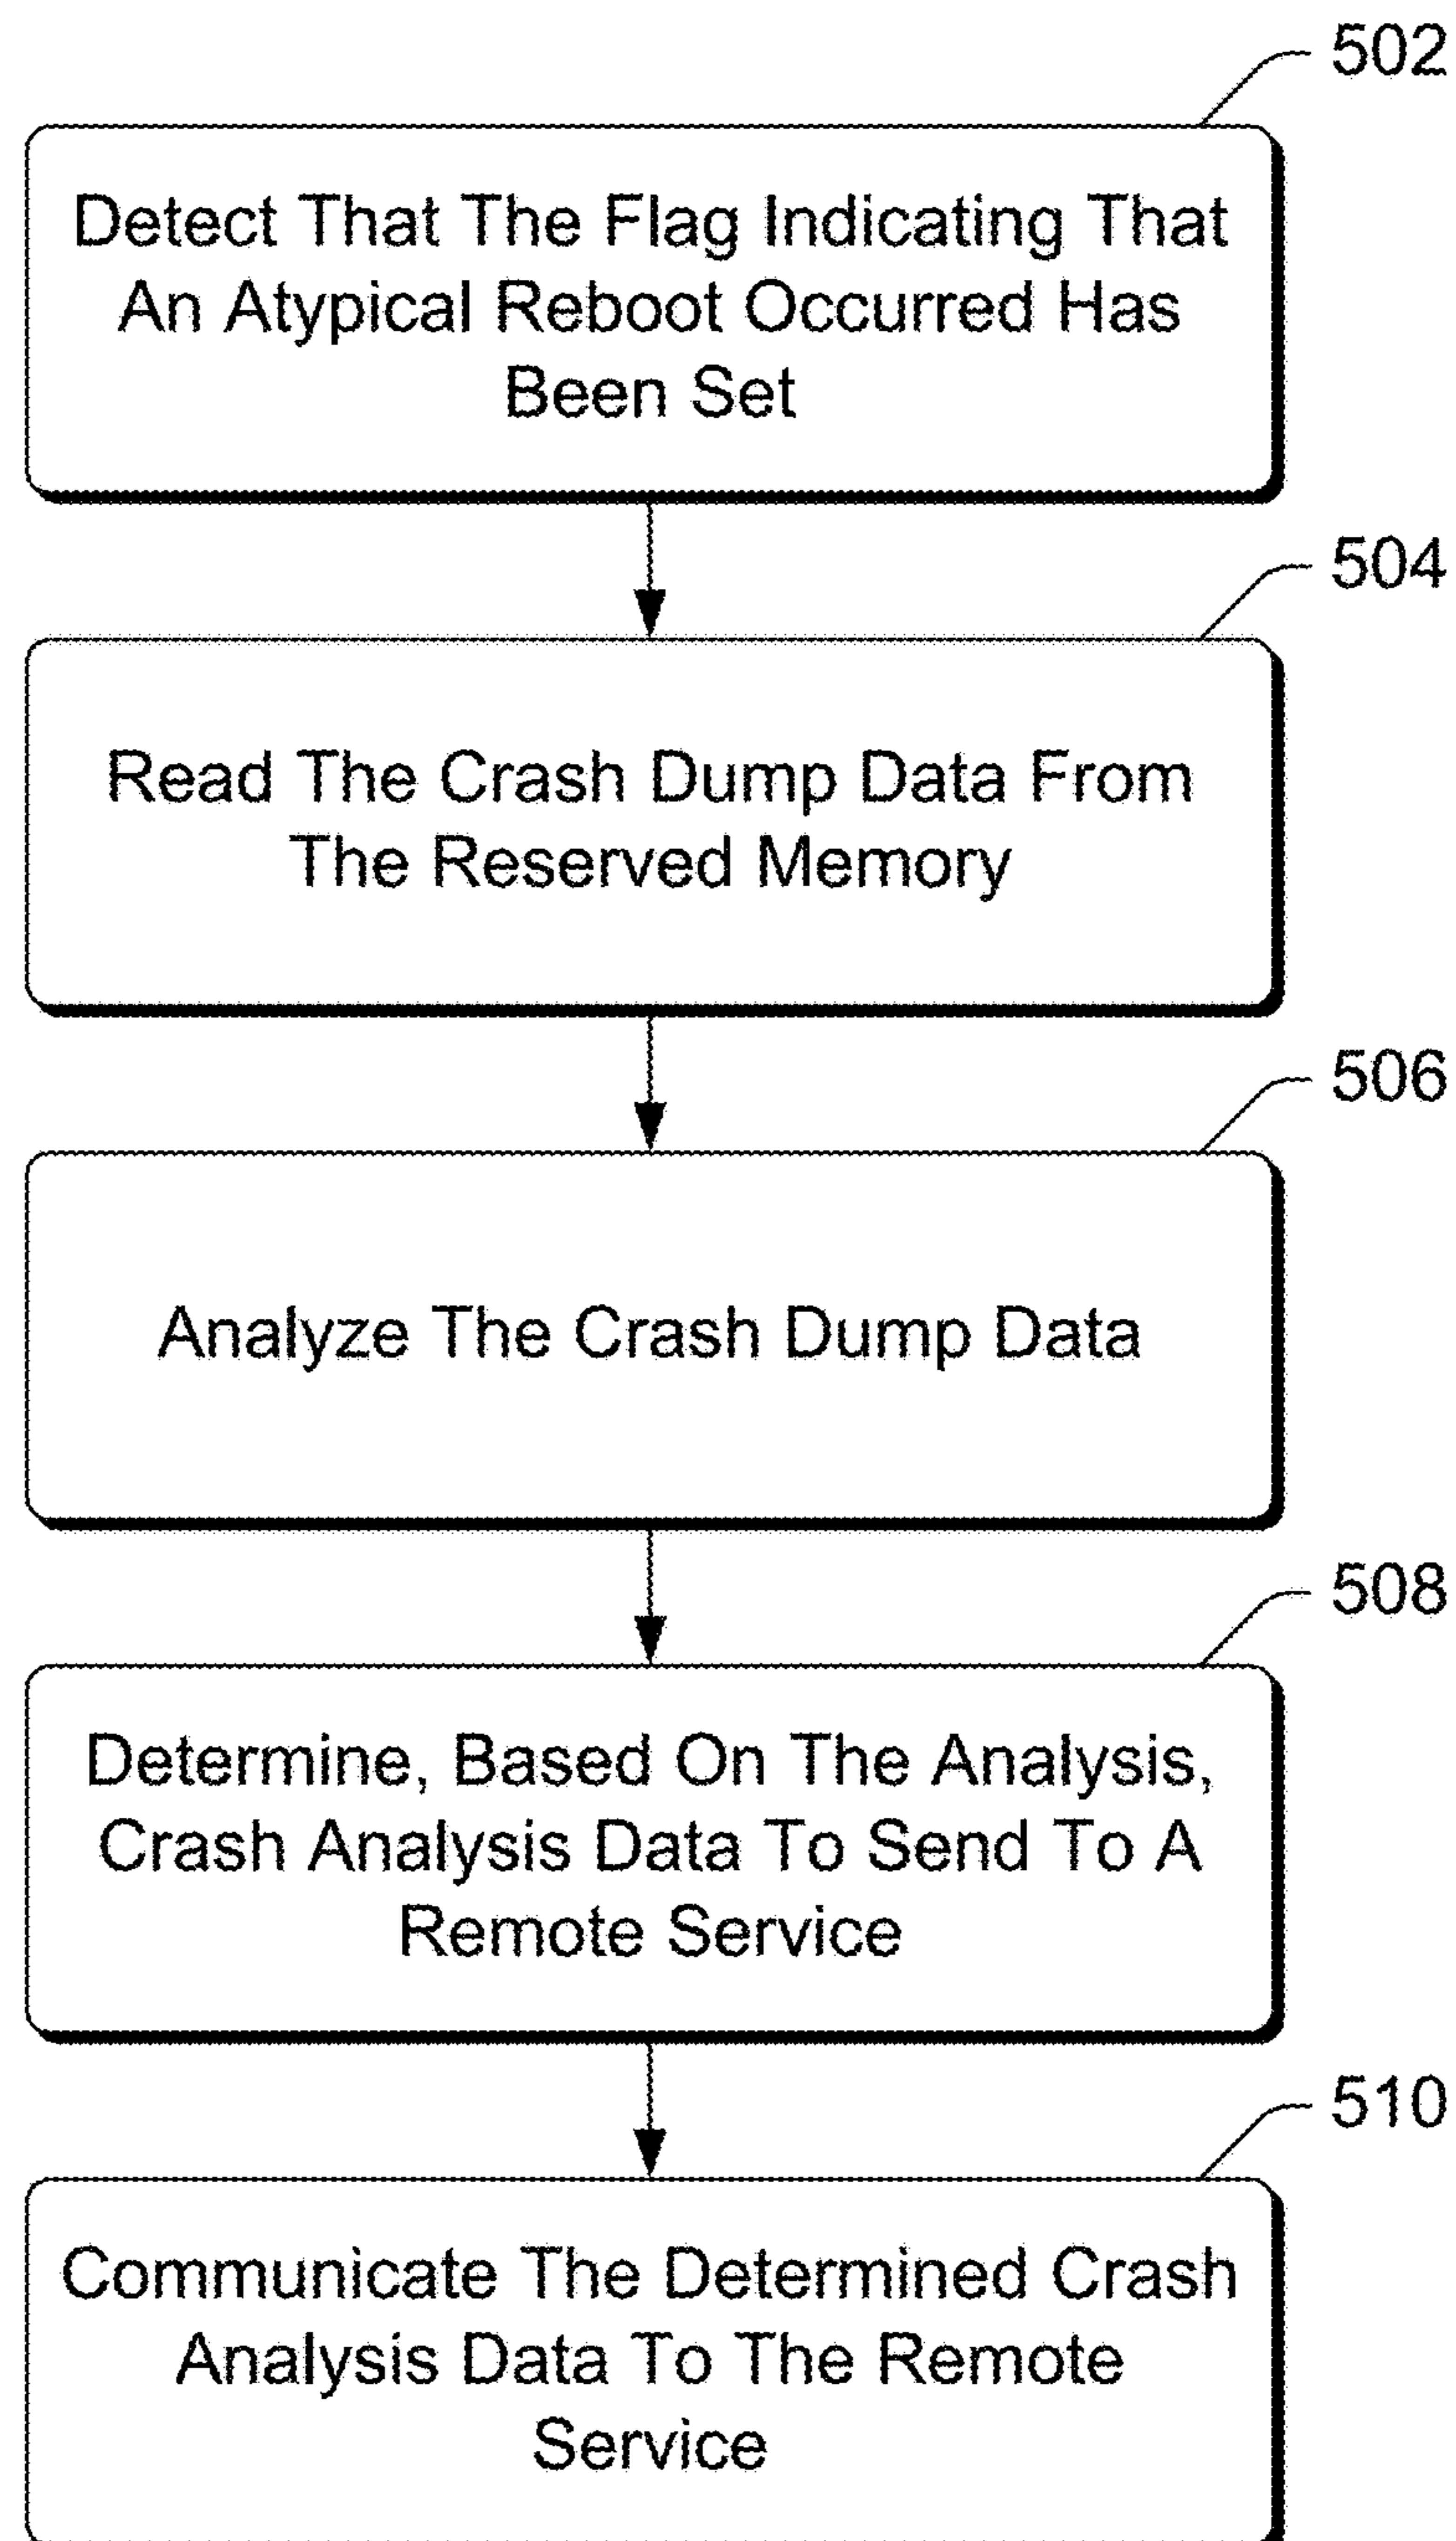 502
Detect That The Flag Indicating That
An Atypical Reboot Occurred Has
Been Set
504
Read The Crash Dump Data From
The Reserved Memory
506
Analyze The Crash Dump Data
508
Determine, Based On The Analysis,
Crash Analysis Data To Send To A
Remote Service
510
Communicate The Determined Crash
Analysis Data To The Remote
Service